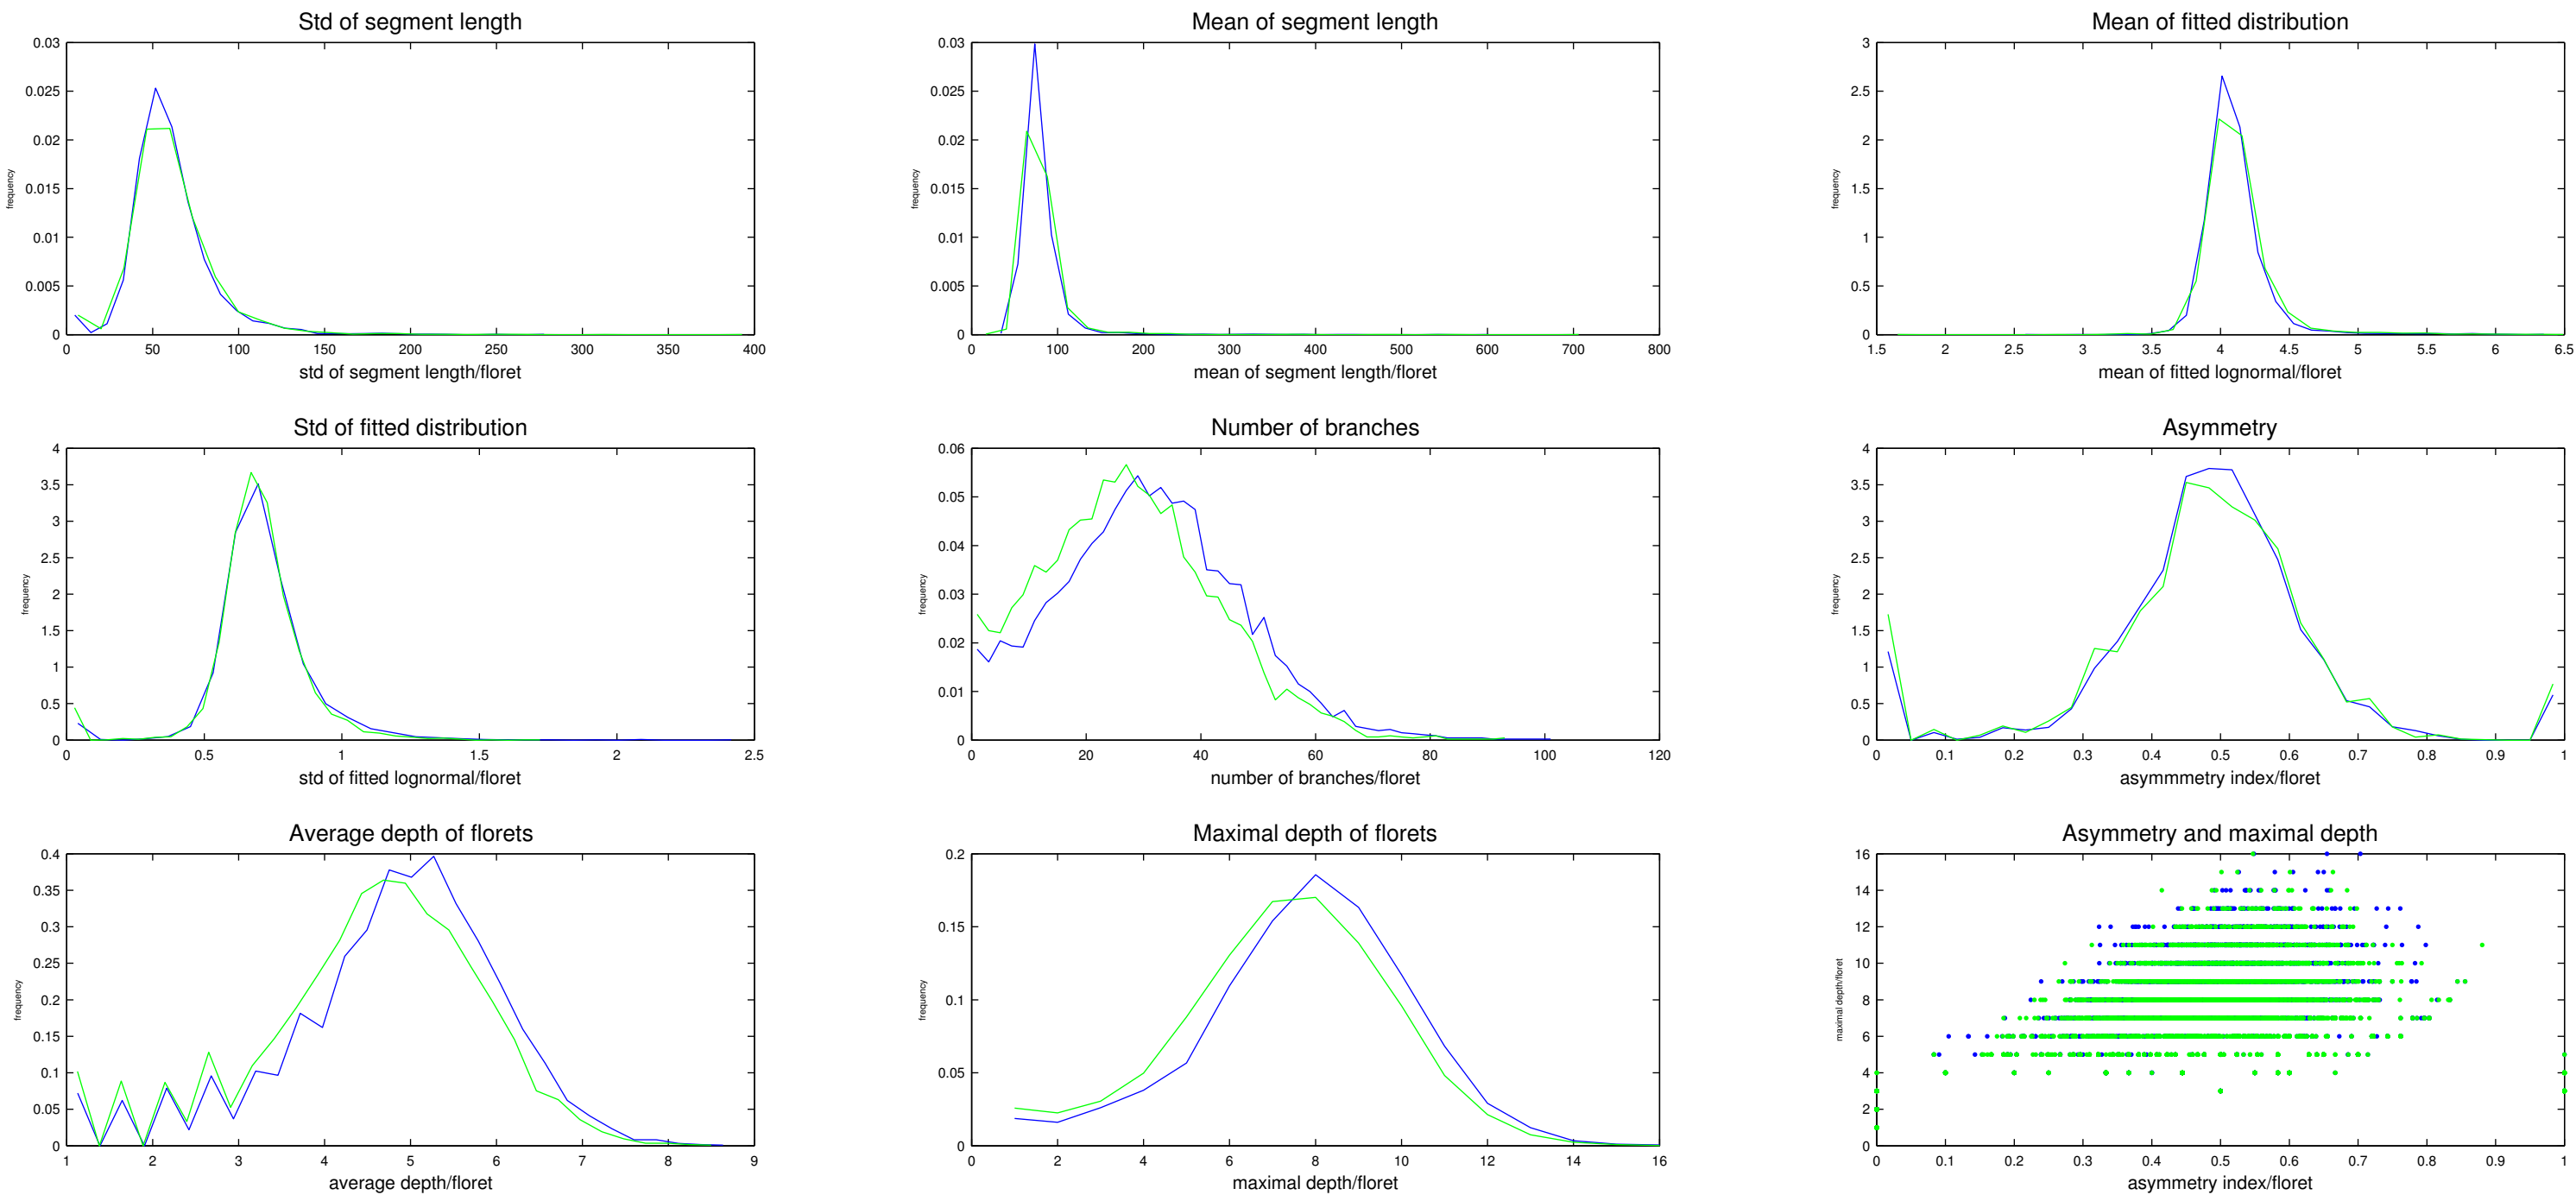 Std of segment length
0.03
0.025
0.02
0.015
0.01
0.005
0
frequency
0 50 100 150 200 250 300 350 400
std of segment length/floret
Mean of segment length
0.03
0.025
0.02
0.015
0.01
0.005
0
frequency
0 100 200 300 400 500 600 700 800
mean of segment length/floret
Mean of fitted distribution
3
2.5
2
1.5
1
0.5
0
frequency
1.5 2 2.5 3 3.5 4 4.5 5 5.5 6 6.5
mean of fitted lognormal/floret
Std of fitted distribution
4
3.5
3
2.5
2
1.5
1
0.5
0
frequency
0 0.5 1 1.5 2 2.5
std of fitted lognormal/floret
Number of branches
0.06
0.05
0.04
0.03
0.02
0.01
0
frequency
0 20 40 60 80 100 120
number of branches/floret
Asymmetry
4
3.5
3
2.5
2
1.5
1
0.5
0
frequency
0 0.1 0.2 0.3 0.4 0.5 0.6 0.7 0.8 0.9 1
asymmmetry index/floret
Average depth of florets
0.4
0.35
0.3
0.25
0.2
0.15
0.1
0.05
0
frequency
1 2 3 4 5 6 7 8 9
average depth/floret
Maximal depth of florets
0.2
0.15
0.1
0.05
0
frequency
0 2 4 6 8 10 12 14 16
maximal depth/floret
Asymmetry and maximal depth
16
14
12
10
8
6
4
2
0
maximal depth/floret
0 0.1 0.2 0.3 0.4 0.5 0.6 0.7 0.8 0.9 1
asymmetry index/floret